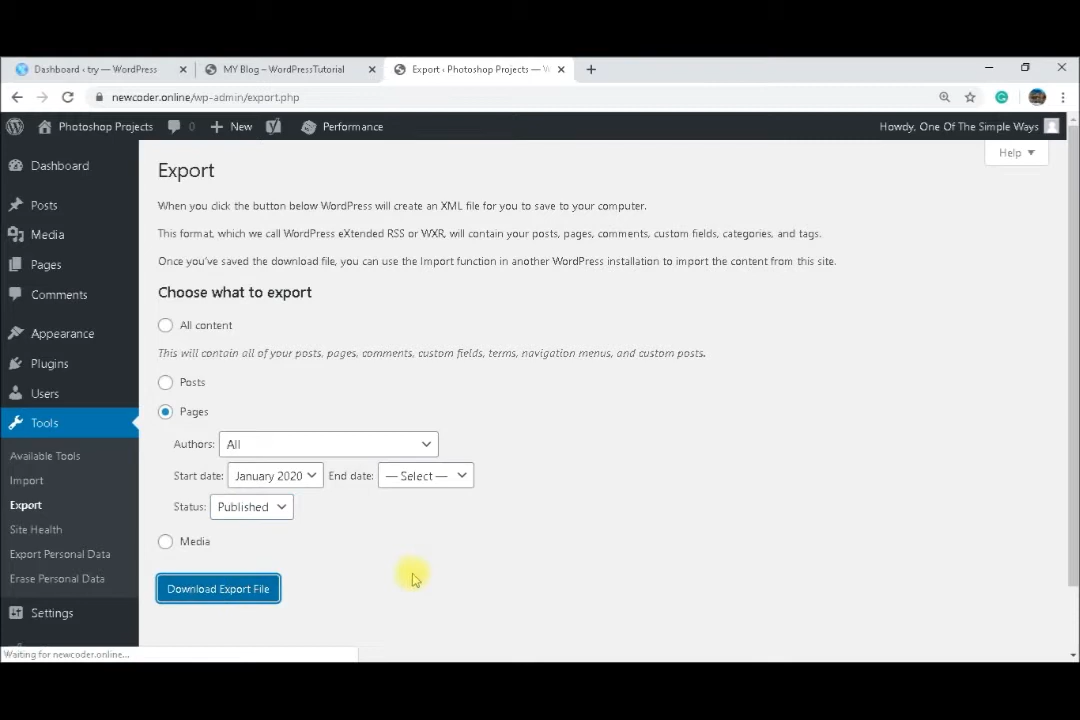 Dashboard ‹ try — WordPress
MY Blog – WordPressTutorial
Export ‹ Photoshop Projects —
newcoder.online/wp-admin/export.php
Photoshop Projects
0
New
Performance
Howdy, One Of The Simple Ways
Help
Dashboard
Posts
Media
Pages
Comments
Appearance
Plugins
Users
Tools
Available Tools
Import
Export
Site Health
Export Personal Data
Erase Personal Data
Settings
Export
When you click the button below WordPress will create an XML file for you to save to your computer.
This format, which we call WordPress eXtended RSS or WXR, will contain your posts, pages, comments, custom fields, categories, and tags.
Once you've saved the download file, you can use the Import function in another WordPress installation to import the content from this site.
Choose what to export
All content
This will contain all of your posts, pages, comments, custom fields, terms, navigation menus, and custom posts.
Posts
Pages
Authors: All
Start date: January 2020 End date: — Select —
Status: Published
Media
Download Export File
Waiting for newcoder.online...